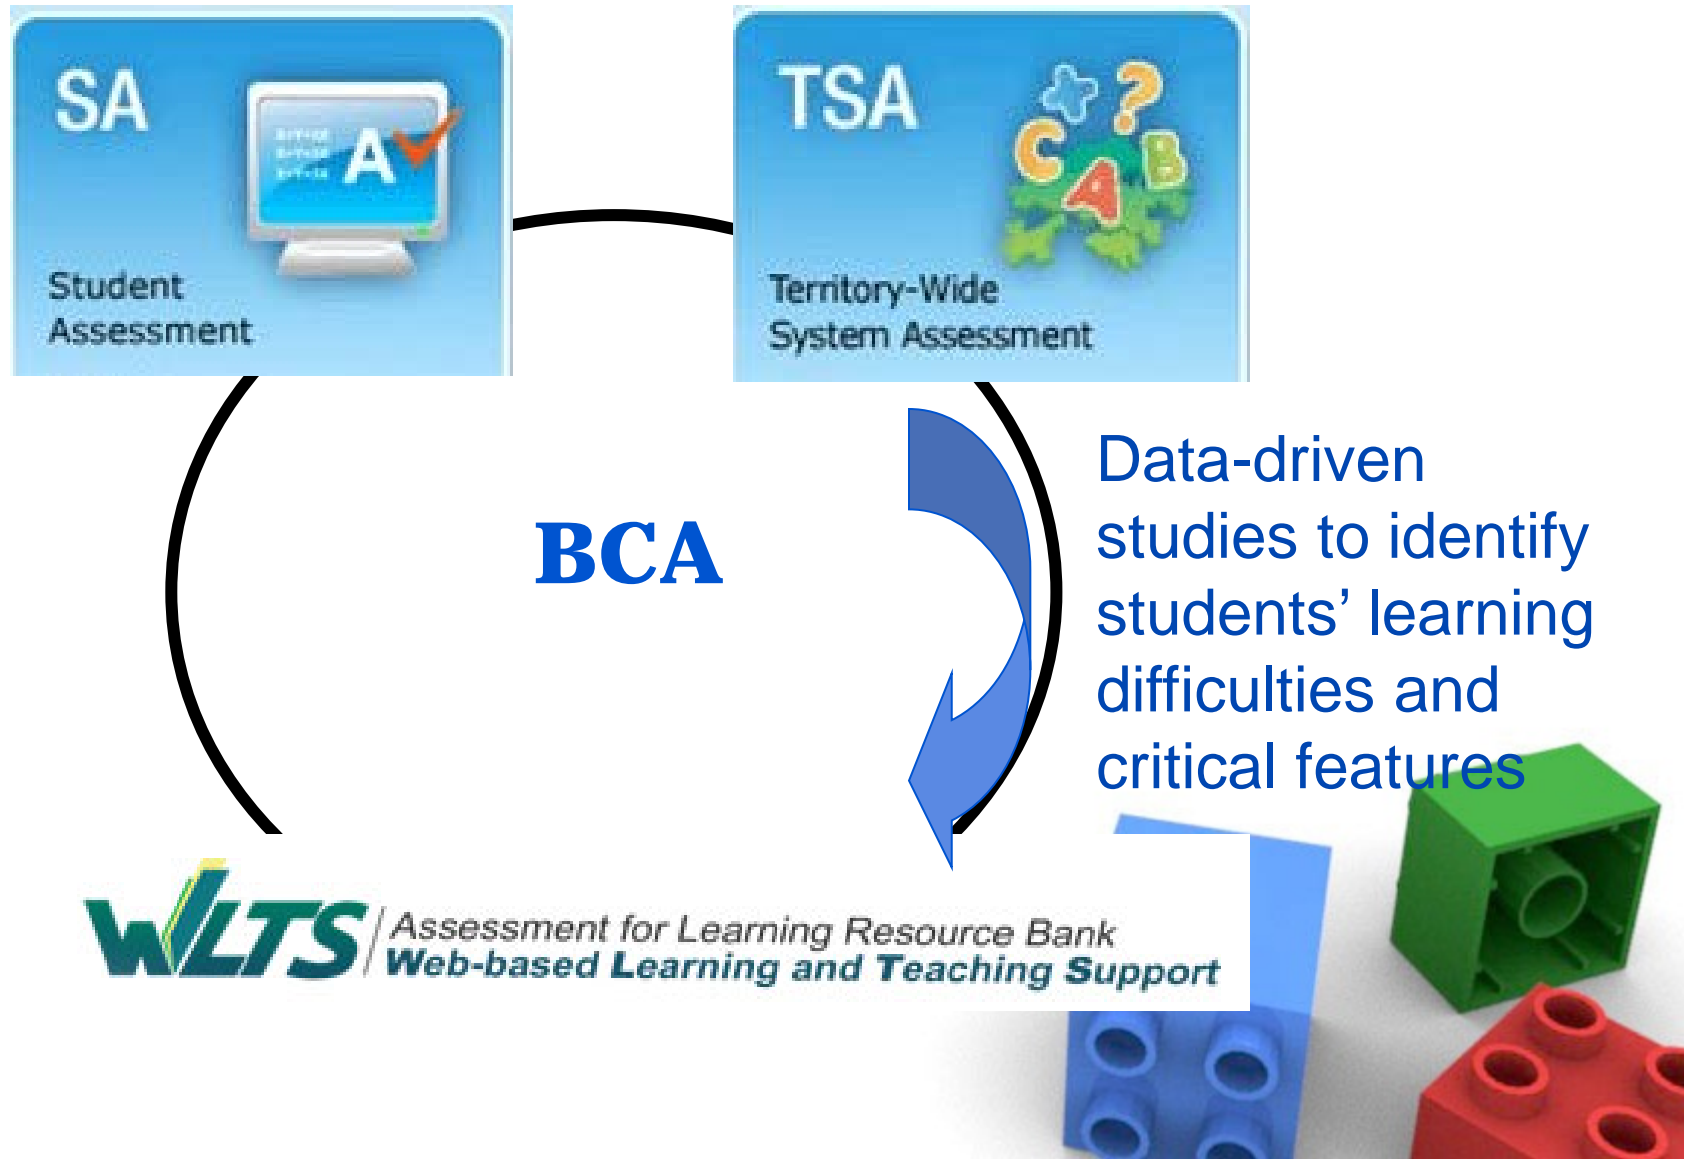 SA
Student
Assessment
TSA
Territory-Wide
System Assessment
A
? C A B
BCA
Data-driven
studies to identify
students’ learning
difficulties and
critical features
WLTS
Assessment for Learning Resource Bank
Web-based Learning and Teaching Support